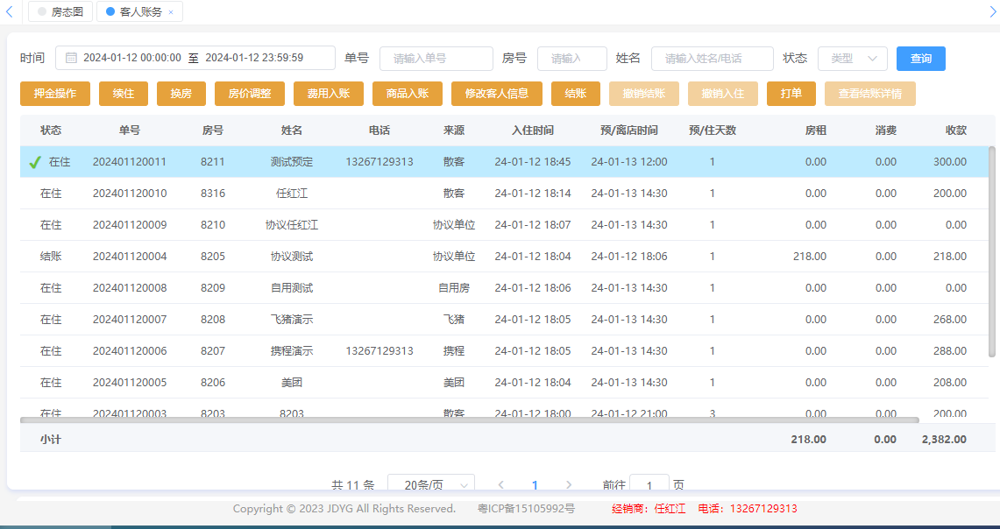 房态图 客人账务 ×
时间 2024-01-12 00:00:00 至 2024-01-12 23:59:59 单号 请输入单号 房号 请输入 姓名 请输入姓名/电话 状态 类型 查询
押金操作 续住 换房 房价调整 费用入账 商品入账 修改客人信息 结账 撤销结账 撤销入住 打单 查看结账详情
状态 单号 房号 姓名 电话 来源 入住时间 预/离店时间 预/住天数 房租 消费 收款
在住 202401120011 8211 测试预定 13267129313 散客 24-01-12 18:45 24-01-13 12:00 1 0.00 0.00 300.00
在住 202401120010 8316 任红江 散客 24-01-12 18:14 24-01-13 14:30 1 0.00 0.00 200.00
在住 202401120009 8210 协议任红江 协议单位 24-01-12 18:07 24-01-13 14:30 1 0.00 0.00 0.00
结账 202401120004 8205 协议测试 协议单位 24-01-12 18:04 24-01-12 18:06 1 218.00 0.00 218.00
在住 202401120008 8209 自用测试 自用房 24-01-12 18:06 24-01-13 14:30 1 0.00 0.00 0.00
在住 202401120007 8208 飞猪演示 飞猪 24-01-12 18:05 24-01-13 14:30 1 0.00 0.00 268.00
在住 202401120006 8207 携程演示 13267129313 携程 24-01-12 18:05 24-01-13 14:30 1 0.00 0.00 288.00
在住 202401120005 8206 美团 美团 24-01-12 18:04 24-01-13 14:30 1 0.00 0.00 208.00
在住 202401120003 8203 8203 散客 24-01-12 18:00 24-01-12 21:00 3 0.00 0.00 200.00
小计 218.00 0.00 2,382.00
共 11 条 20条/页 1 前往 1 页
Copyright © 2023 JDYG All Rights Reserved. 粤ICP备15105992号 经销商：任红江 电话：13267129313